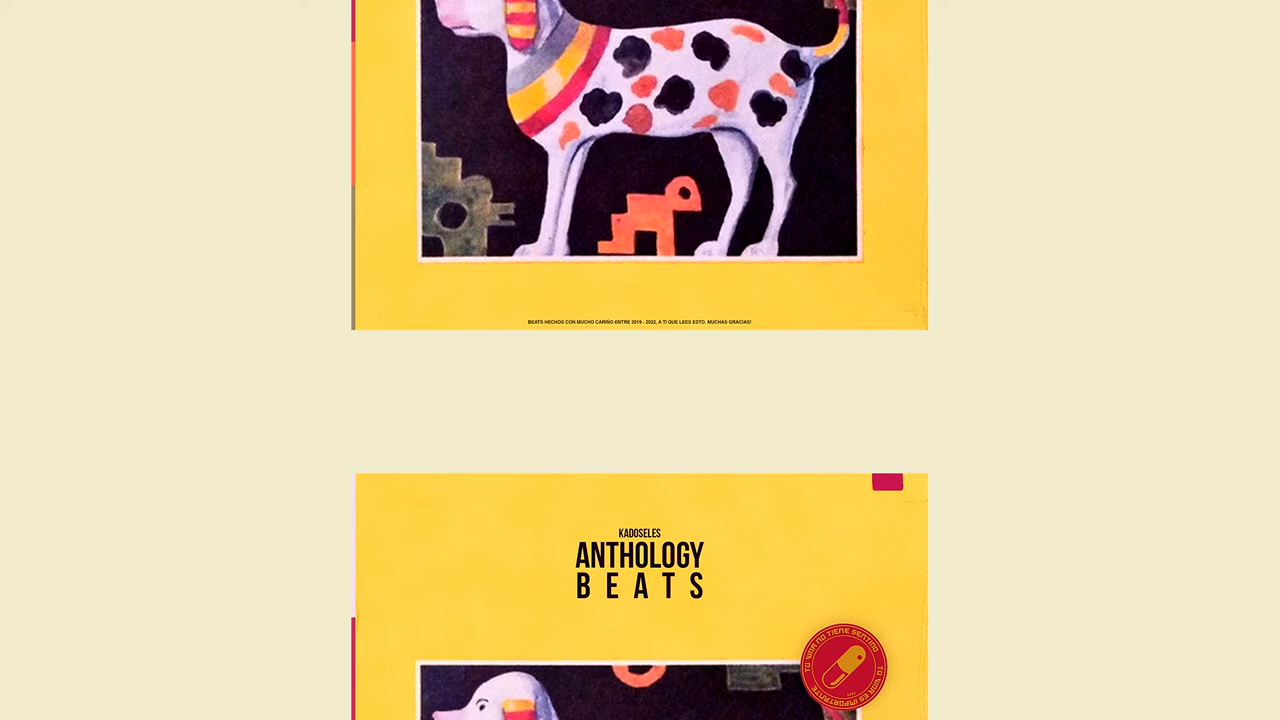 BEATS HECHOS CON MUCHO CARIÑO ENTRE 2019 - 2022, A TI QUE LEES ESTO. MUCHAS GRACIAS!
KADOSELES
ANTHOLOGY
BEATS
TU VIDA NO TIENE SENTIDO
TU VIDA ES IMPORTANTE